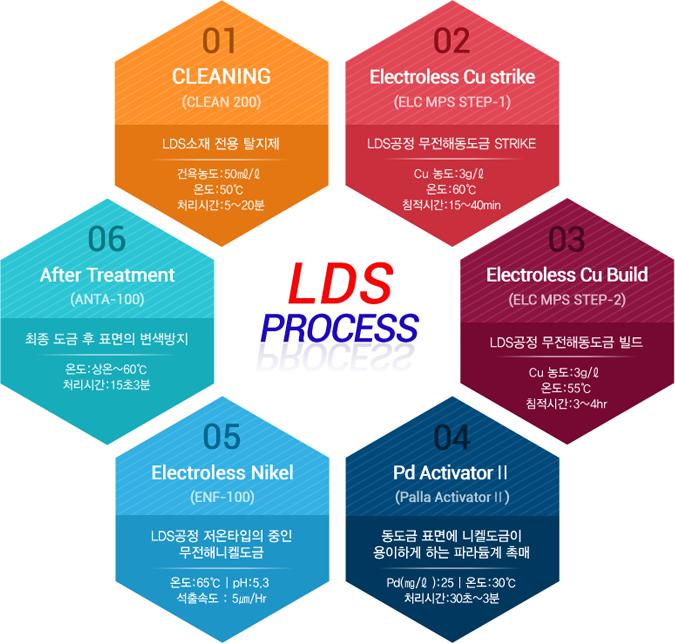 01
CLEANING
(CLEAN 200)
LDS소재 전용 탈지제
건욕농도:50㎖/ℓ
온도:50℃
처리시간:5~20분
02
Electroless Cu strike
(ELC MPS STEP-1)
LDS공정 무전해동도금 STRIKE
Cu 농도:3g/ℓ
온도:60℃
침적시간:15~40min
03
Electroless Cu Build
(ELC MPS STEP-2)
LDS공정 무전해동도금 빌드
Cu 농도:3g/ℓ
온도:55℃
침적시간:3~4hr
04
Pd Activator II
(Palla Activator II)
동도금 표면에 니켈도금이
용이하게 하는 파라듐계 촉매
Pd(mg/ℓ):25 | 온도:30℃
처리시간:30초~3분
05
Electroless Nikel
(ENF-100)
LDS공정 저온타입의 중인
무전해니켈도금
온도:65℃ | pH:5,3
석출속도 : 5㎛/Hr
06
After Treatment
(ANTA-100)
최종 도금 후 표면의 변색방지
온도:상온~60℃
처리시간:15초3분
LDS
PROCESS